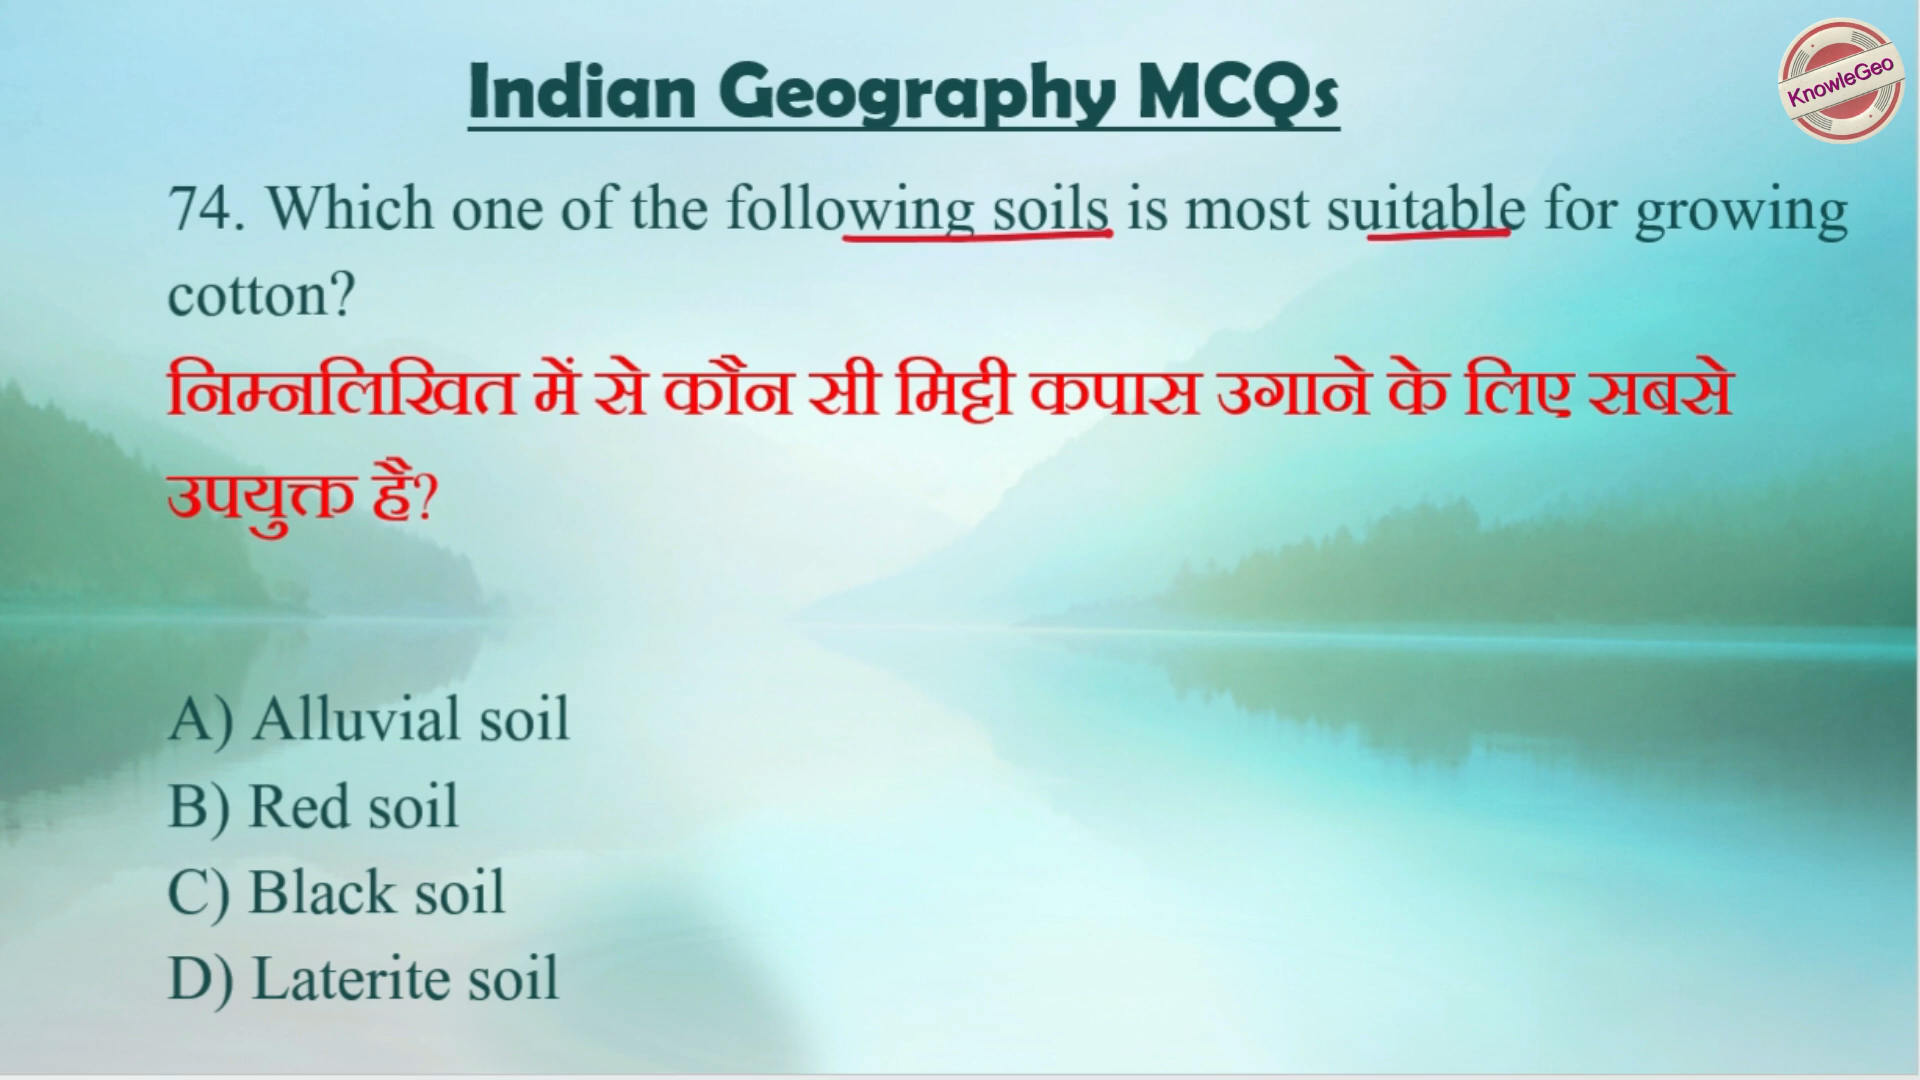 Indian Geography MCQs
KnowleGeo
74. Which one of the following soils is most suitable for growing
cotton?
निम्नलिखित में से कौन सी मिट्टी कपास उगाने के लिए सबसे
उपयुक्त है?
A) Alluvial soil
B) Red soil
C) Black soil
D) Laterite soil